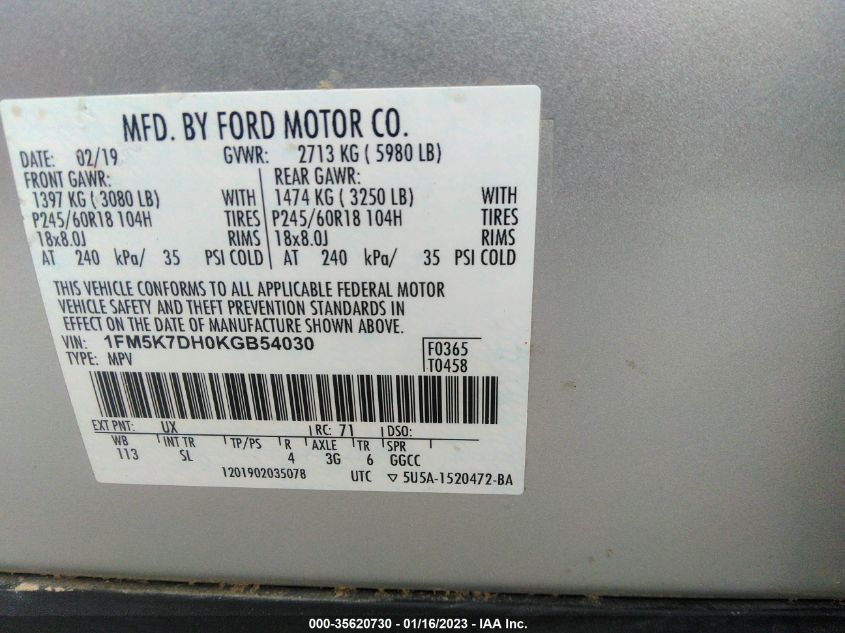 MFD. BY FORD MOTOR CO.
DATE: 02/19 GVWR: 2713 KG ( 5980 LB)
FRONT GAWR: REAR GAWR:
1397 KG ( 3080 LB) WITH 1474 KG ( 3250 LB) WITH
P245/60R18 104H TIRES P245/60R18 104H TIRES
18x8.0J RIMS 18x8.0J RIMS
AT 240 kPa/ 35 PSI COLD AT 240 kPa/ 35 PSI COLD
THIS VEHICLE CONFORMS TO ALL APPLICABLE FEDERAL MOTOR
VEHICLE SAFETY AND THEFT PREVENTION STANDARDS IN
EFFECT ON THE DATE OF MANUFACTURE SHOWN ABOVE.
VIN: 1FM5K7DH0KGB54030 F0365
TYPE: MPV T0458
EXT PNT: UX RC: 71 DSO:
WB INT TR TP/PS R AXLE TR SPR
113 SL 4 3G 6 GGCC
1201902035078 UTC ▽ 5U5A-1520472-BA
000-35620730 - 01/16/2023 - IAA Inc.